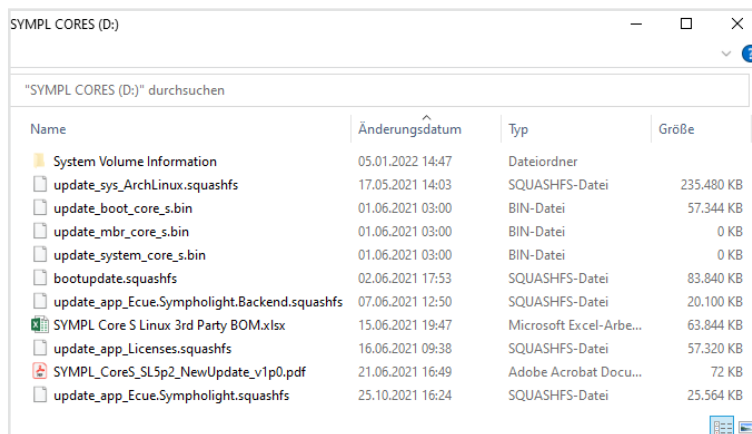 SYMPL CORES (D:)
"SYMPL CORES (D:)" durchsuchen
Name Änderungsdatum Typ Größe
System Volume Information 05.01.2022 14:47 Dateiordner
update_sys_ArchLinux.squashfs 17.05.2021 14:03 SQUASHFS-Datei 235.480 KB
update_boot_core_s.bin 01.06.2021 03:00 BIN-Datei 57.344 KB
update_mbr_core_s.bin 01.06.2021 03:00 BIN-Datei 0 KB
update_system_core_s.bin 01.06.2021 03:00 BIN-Datei 0 KB
bootupdate.squashfs 02.06.2021 17:53 SQUASHFS-Datei 83.840 KB
update_app_Ecue.Sympholight.Backend.squashfs 07.06.2021 12:50 SQUASHFS-Datei 20.100 KB
SYMPL Core S Linux 3rd Party BOM.xlsx 15.06.2021 19:47 Microsoft Excel-Arbe... 63.844 KB
update_app_Licenses.squashfs 16.06.2021 09:38 SQUASHFS-Datei 57.320 KB
SYMPL_CoreS_SL5p2_NewUpdate_v1p0.pdf 21.06.2021 16:49 Adobe Acrobat Docu... 72 KB
update_app_Ecue.Sympholight.squashfs 25.10.2021 16:24 SQUASHFS-Datei 25.564 KB